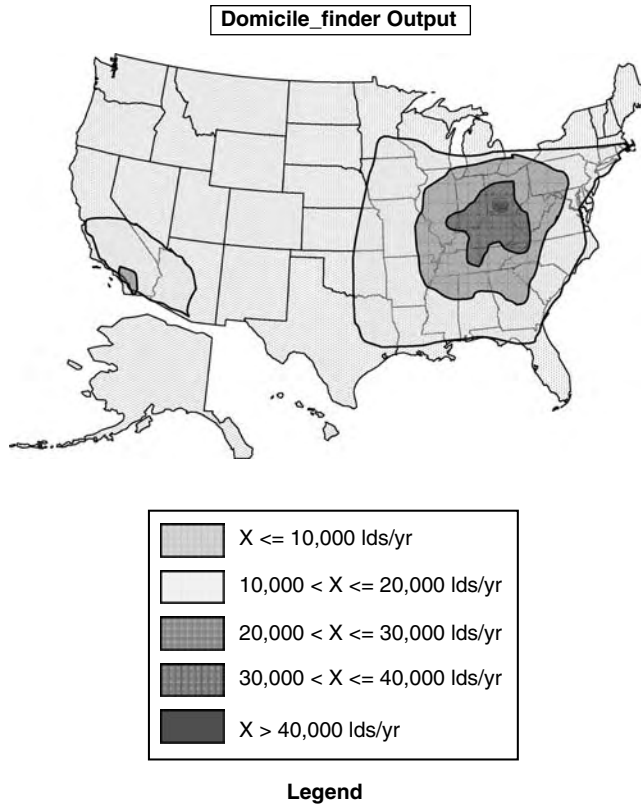 Domicile_finder Output
X <= 10,000 lds/yr
10,000 < X <= 20,000 lds/yr
20,000 < X <= 30,000 lds/yr
30,000 < X <= 40,000 lds/yr
X > 40,000 lds/yr
Legend